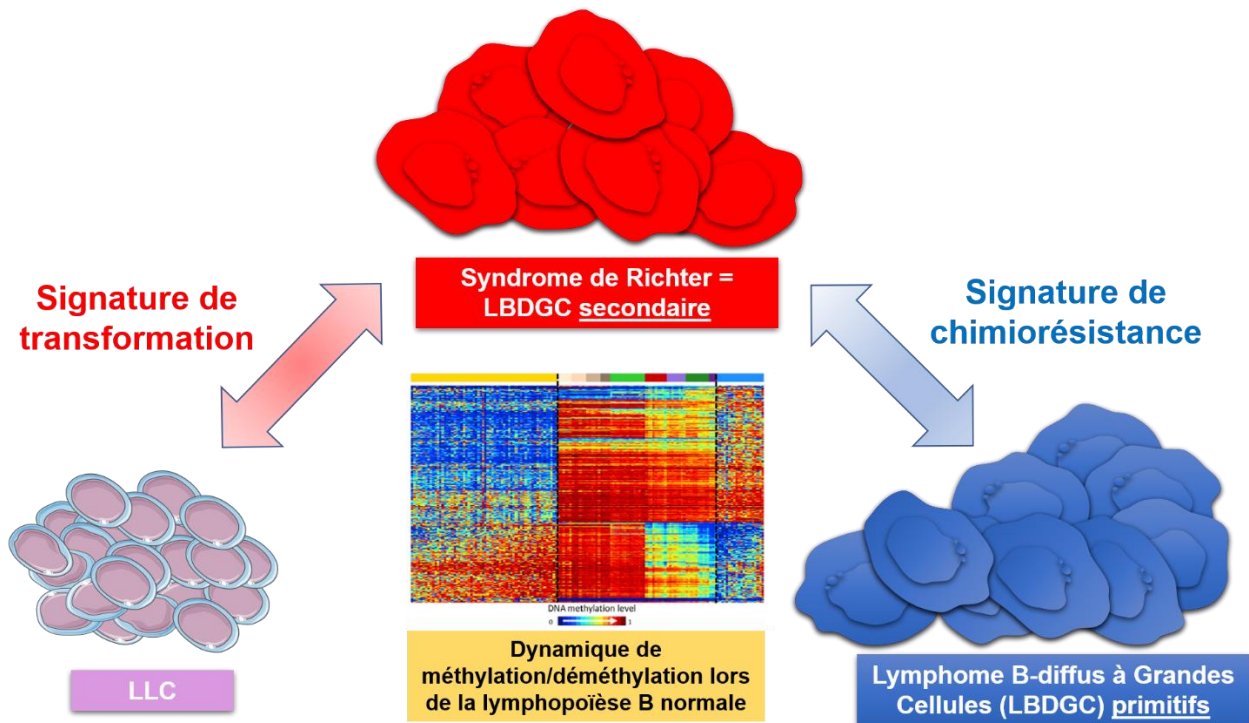 Syndrome de Richter =
LBDGC secondaire
Signature de
transformation
Signature de
chimiorésistance
DNA methylation level
0 1
Dynamique de
méthylation/déméthylation lors
de la lymphopoïèse B normale
LLC
Lymphome B-diffus à Grandes
Cellules (LBDGC) primitifs